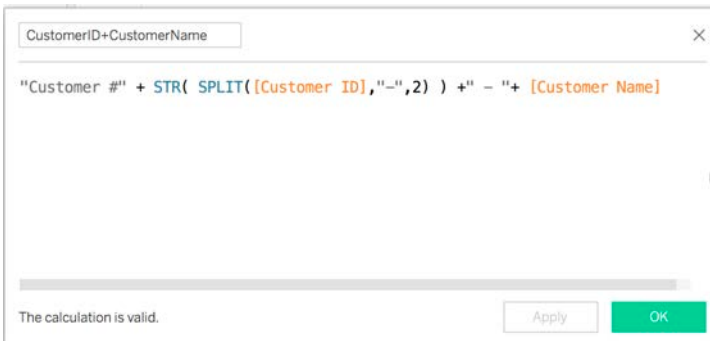 CustomerID+CustomerName
"Customer #" + STR( SPLIT([Customer ID],"-",2) ) +" - "+ [Customer Name]
The calculation is valid.
Apply
OK